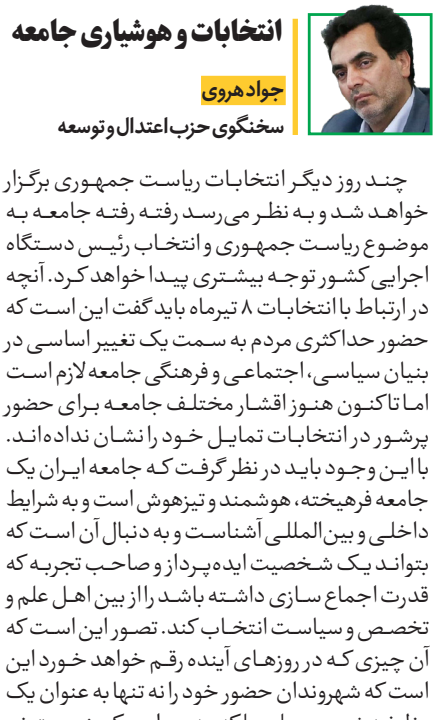 انتخابات و هوشیاری جامعه
جواد هروی
سخنگوی حزب اعتدال و توسعه
چند روز دیگر انتخابات ریاست جمهوری برگزار
خواهد شد و به نظر می‌رسد رفته رفته جامعه به
موضوع ریاست جمهوری و انتخاب رئیس دستگاه
اجرایی کشور توجه بیشتری پیدا خواهد کرد. آنچه
در ارتباط با انتخابات ۸ تیرماه باید گفت این است که
حضور حداکثری مردم به سمت یک تغییر اساسی در
بنیان سیاسی، اجتماعی و فرهنگی جامعه لازم است
اما تاکنون هنوز اقشار مختلف جامعه برای حضور
پرشور در انتخابات تمایل خود را نشان نداده‌اند.
با این وجود باید در نظر گرفت که جامعه ایران یک
جامعه فرهیخته، هوشمند و تیزهوش است و به شرایط
داخلی و بین‌المللی آشناست و به دنبال آن است که
بتواند یک شخصیت ایده‌پرداز و صاحب تجربه که
قدرت اجماع سازی داشته باشد را از بین اهل علم و
تخصص و سیاست انتخاب کند. تصور این است که
آن چیزی که در روزهای آینده رقم خواهد خورد این
است که شهروندان حضور خود را نه تنها به عنوان یک